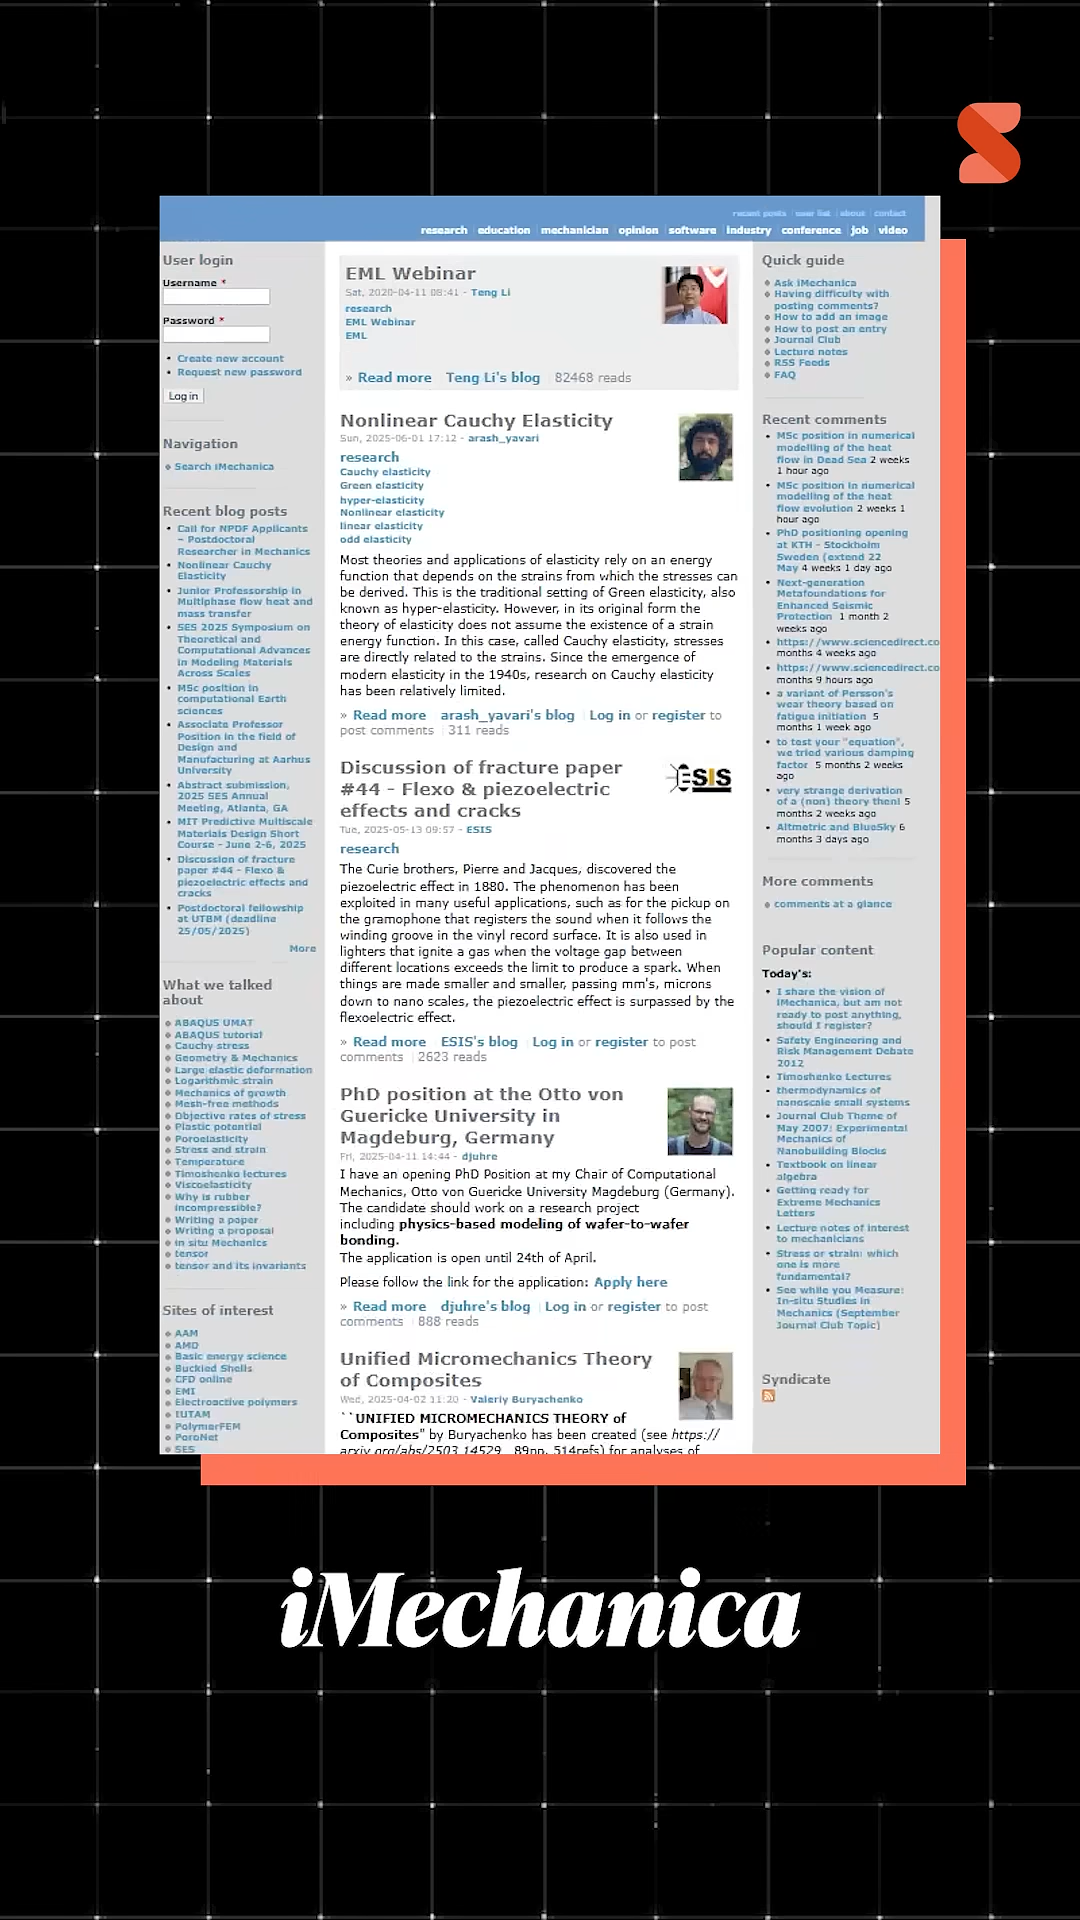 recent posts user list about contact
research education mechanician opinion software industry conference job video
User login
Username *
Password *
Create new account
Request new password
Log in
Navigation
Search iMechanica
Recent blog posts
Call for NPDF Applicants
– Postdoctoral
Researcher in Mechanics
Nonlinear Cauchy
Elasticity
Junior Professorship in
Multiphase flow heat and
mass transfer
SES 2025 Symposium on
Theoretical and
Computational Advances
in Modeling Materials
Across Scales
MSc position in
computational Earth
sciences
Associate Professor
Position in the field of
Design and
Manufacturing at Aarhus
University
Abstract submission,
2025 SES Annual
Meeting, Atlanta, GA
MIT Predictive Multiscale
Materials Design Short
Course - June 2-6, 2025
Discussion of fracture
paper #44 - Flexo &
piezoelectric effects and
cracks
Postdoctoral fellowship
at UTBM (deadline
25/05/2025)
More
What we talked
about
ABAQUS UMAT
ABAQUS tutorial
Cauchy stress
Geometry & Mechanics
Large elastic deformation
Logarithmic strain
Mechanics of growth
Mesh-free methods
Objective rates of stress
Plastic potential
Poroelasticity
Stress and strain
Temperature
Timoshenko lectures
Viscoelasticity
Why is rubber
incompressible?
Writing a paper
Writing a proposal
in situ Mechanics
tensor
tensor and its invariants
Sites of interest
AAM
AMD
Basic energy science
Buckled Shells
CFD online
EMI
Electroactive polymers
IUTAM
PolymerFEM
PoroNet
SES
EML Webinar
Sat, 2020-04-11 08:41 - Teng Li
research
EML Webinar
EML
» Read more Teng Li's blog 82468 reads
Nonlinear Cauchy Elasticity
Sun, 2025-06-01 17:12 - arash_yavari
research
Cauchy elasticity
Green elasticity
hyper-elasticity
Nonlinear elasticity
linear elasticity
odd elasticity
Most theories and applications of elasticity rely on an energy
function that depends on the strains from which the stresses can
be derived. This is the traditional setting of Green elasticity, also
known as hyper-elasticity. However, in its original form the
theory of elasticity does not assume the existence of a strain
energy function. In this case, called Cauchy elasticity, stresses
are directly related to the strains. Since the emergence of
modern elasticity in the 1940s, research on Cauchy elasticity
has been relatively limited.
» Read more arash_yavari's blog Log in or register to
post comments 311 reads
Discussion of fracture paper
#44 - Flexo & piezoelectric
effects and cracks
ESIS
Tue, 2025-05-13 09:57 - ESIS
research
The Curie brothers, Pierre and Jacques, discovered the
piezoelectric effect in 1880. The phenomenon has been
exploited in many useful applications, such as for the pickup on
the gramophone that registers the sound when it follows the
winding groove in the vinyl record surface. It is also used in
lighters that ignite a gas when the voltage gap between
different locations exceeds the limit to produce a spark. When
things are made smaller and smaller, passing mm's, microns
down to nano scales, the piezoelectric effect is surpassed by the
flexoelectric effect.
» Read more ESIS's blog Log in or register to post
comments 2623 reads
PhD position at the Otto von
Guericke University in
Magdeburg, Germany
Fri, 2025-04-11 14:44 - djuhre
I have an opening PhD Position at my Chair of Computational
Mechanics, Otto von Guericke University Magdeburg (Germany).
The candidate should work on a research project
including physics-based modeling of wafer-to-wafer
bonding.
The application is open until 24th of April.
Please follow the link for the application: Apply here
» Read more djuhre's blog Log in or register to post
comments 888 reads
Unified Micromechanics Theory
of Composites
Wed, 2025-04-02 11:20 - Valeriy Buryachenko
``UNIFIED MICROMECHANICS THEORY of
Composites" by Buryachenko has been created (see https://
arxiv.org/abs/2503.14529 89pp. 514refs) for analyses of
Quick guide
Ask iMechanica
Having difficulty with
posting comments?
How to add an image
How to post an entry
Journal Club
Lecture notes
RSS Feeds
FAQ
Recent comments
MSc position in numerical
modelling of the heat
flow in Dead Sea 2 weeks
1 hour ago
MSc position in numerical
modelling of the heat
flow evolution 2 weeks 1
hour ago
PhD positioning opening
at KTH - Stockholm
Sweden (extend 22
May 4 weeks 1 day ago
Next-generation
Metafoundations for
Enhanced Seismic
Protection 1 month 2
weeks ago
https://www.sciencedirect.co
months 4 weeks ago
https://www.sciencedirect.co
months 9 hours ago
a variant of Persson's
wear theory based on
fatigue initiation 5
months 1 week ago
to test your "equation",
we tried various damping
factor 5 months 2 weeks
ago
very strange derivation
of a (non) theory then! 5
months 2 weeks ago
Altmetric and BlueSky 6
months 3 days ago
More comments
comments at a glance
Popular content
Today's:
I share the vision of
iMechanica, but am not
ready to post anything,
should I register?
Safety Engineering and
Risk Management Debate
2012
Timoshenko Lectures
thermodynamics of
nanoscale small systems
Journal Club Theme of
May 2007: Experimental
Mechanics of
Nanobuilding Blocks
Textbook on linear
algebra
Getting ready for
Extreme Mechanics
Letters
Lecture notes of interest
to mechanicians
Stress or strain: which
one is more
fundamental?
See while you Measure:
In-situ Studies in
Mechanics (September
Journal Club Topic)
Syndicate
iMechanica